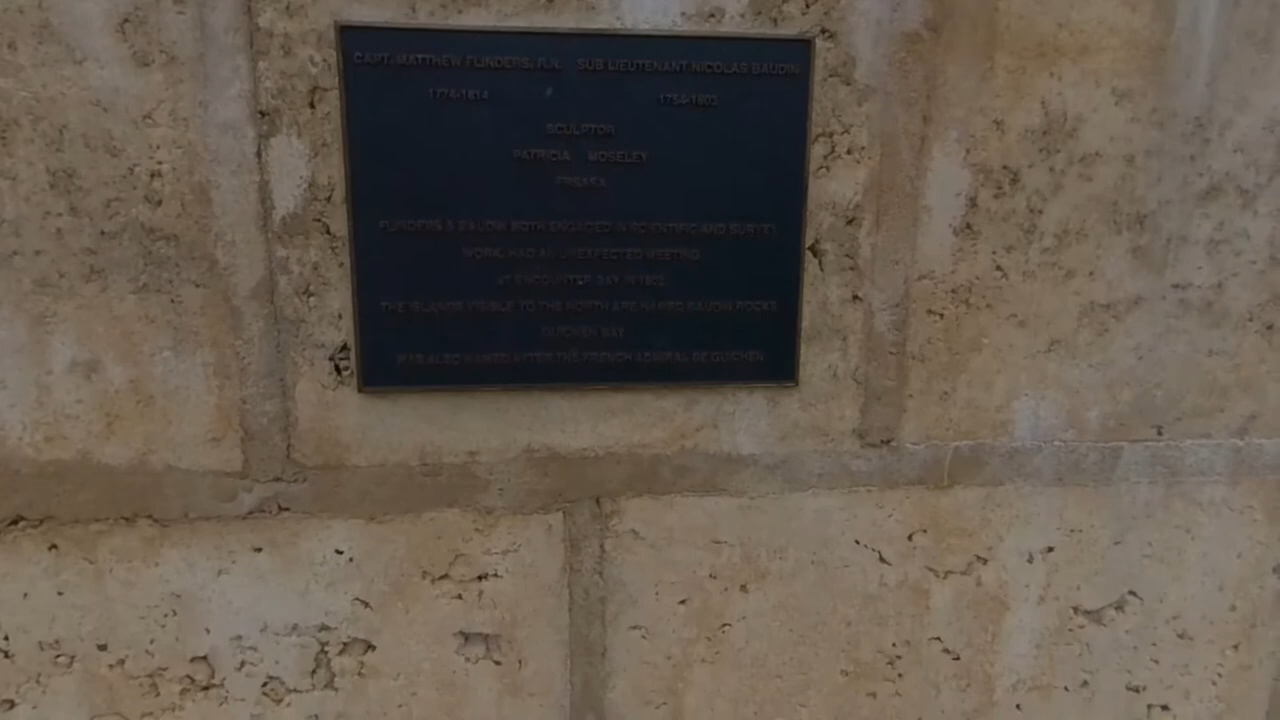 CAPT. MATTHEW FLINDERS, R.N. SUB LIEUTENANT NICOLAS BAUDIN
1774-1814 1754-1803
SCULPTOR
PATRICIA MOSELEY
FLINDERS & BAUDIN BOTH ENGAGED IN SCIENTIFIC AND SURVEY
WORK, HAD AN UNEXPECTED MEETING
AT ENCOUNTER BAY IN 1802.
THE ISLANDS VISIBLE TO THE NORTH ARE NAMED BAUDIN ROCKS
GUICHEN BAY
WAS ALSO NAMED AFTER THE FRENCH ADMIRAL DE GUICHEN